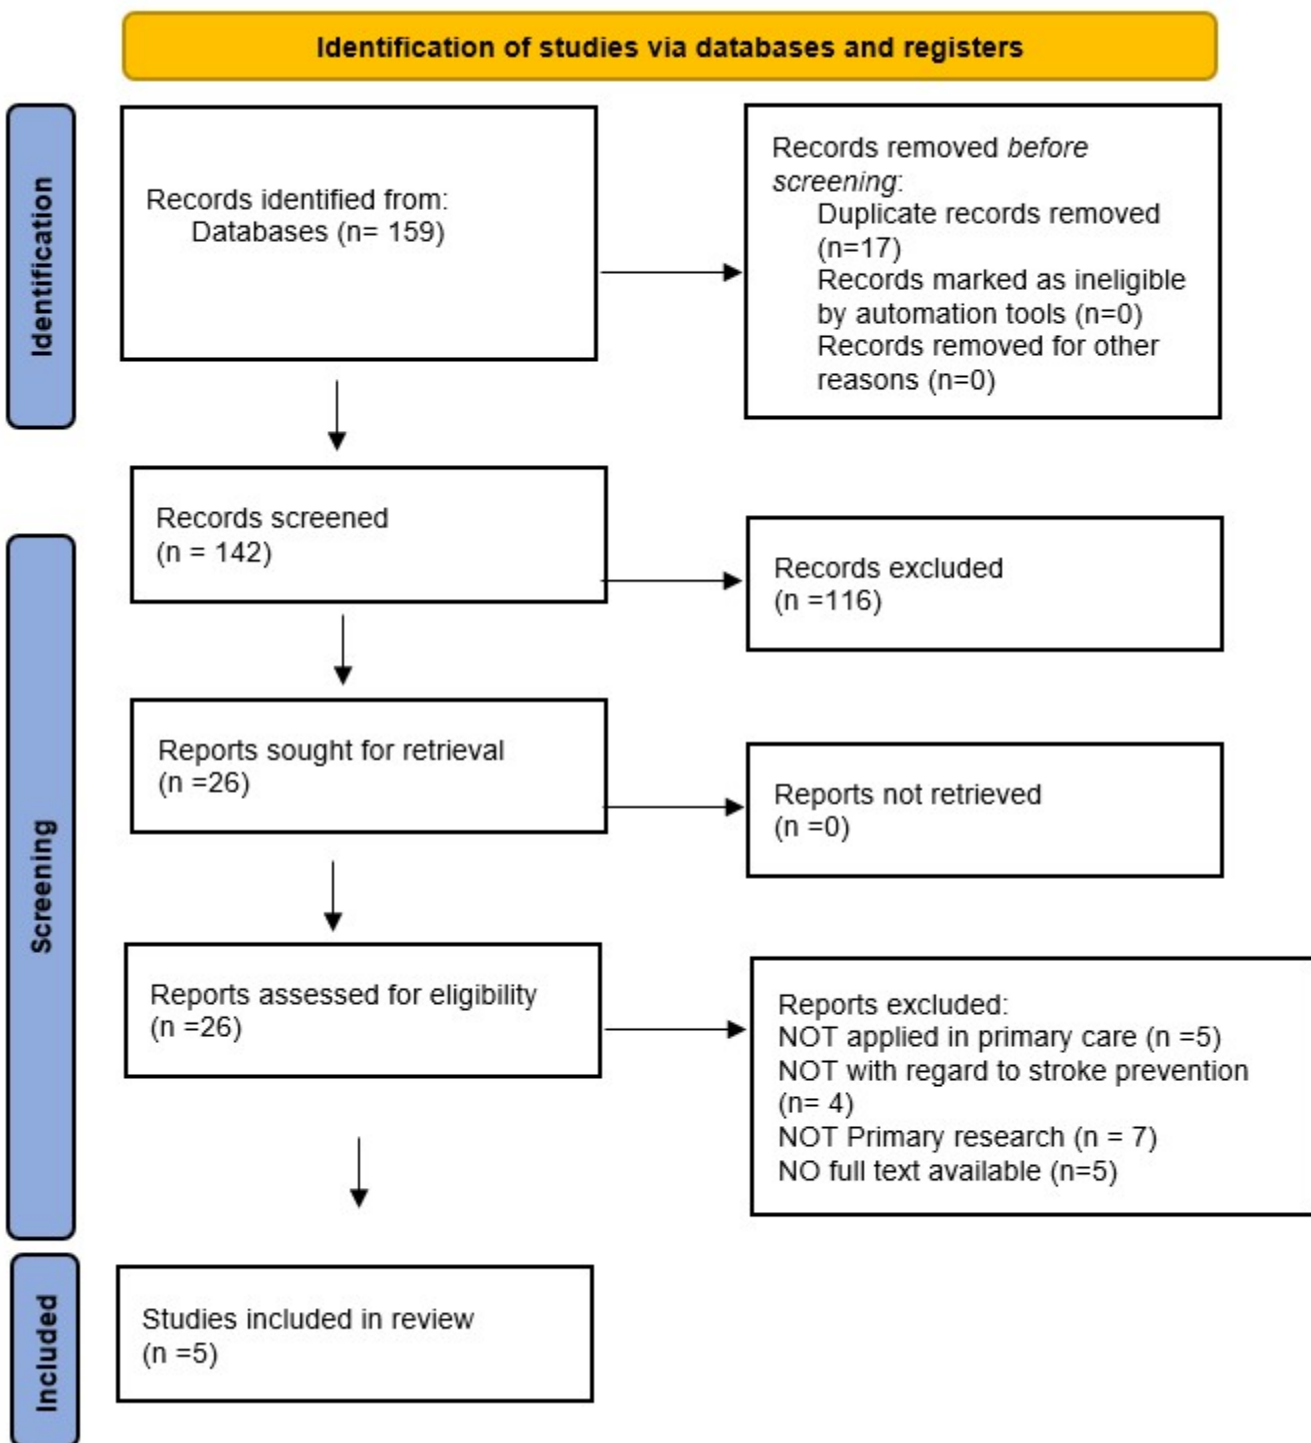 Identification of studies via databases and registers
Identification
Records identified from:
Databases (n= 159)
Records removed before
screening:
Duplicate records removed
(n=17)
Records marked as ineligible
by automation tools (n=0)
Records removed for other
reasons (n=0)
Screening
Records screened
(n = 142)
Records excluded
(n =116)
Reports sought for retrieval
(n =26)
Reports not retrieved
(n =0)
Reports assessed for eligibility
(n =26)
Reports excluded:
NOT applied in primary care (n =5)
NOT with regard to stroke prevention
(n= 4)
NOT Primary research (n = 7)
NO full text available (n=5)
Included
Studies included in review
(n =5)